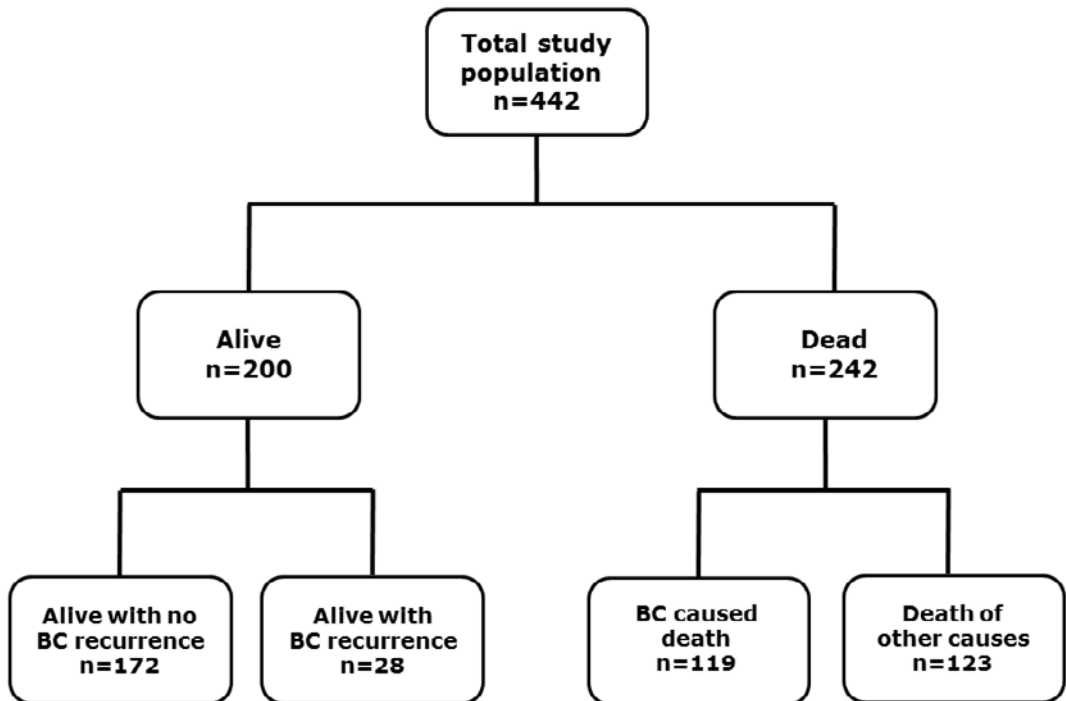 Total study
population
n=442
Alive
n=200
Dead
n=242
Alive with no
BC recurrence
n=172
Alive with
BC recurrence
n=28
BC caused
death
n=119
Death of
other causes
n=123